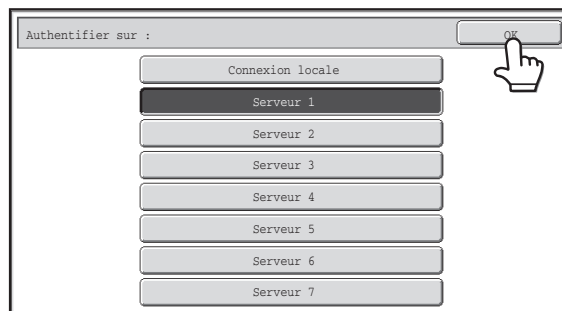 Authentifier sur :
OK
Connexion locale
Serveur 1
Serveur 2
Serveur 3
Serveur 4
Serveur 5
Serveur 6
Serveur 7